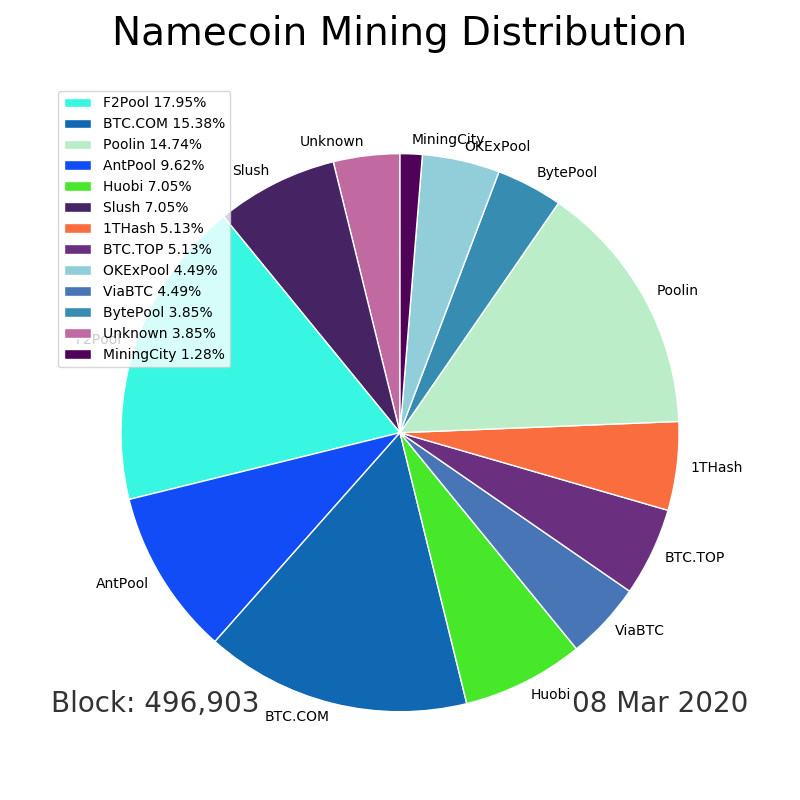 Namecoin Mining Distribution
F2Pool 17.95%
BTC.COM 15.38%
Poolin 14.74%
AntPool 9.62%
Huobi 7.05%
Slush 7.05%
1THash 5.13%
BTC.TOP 5.13%
OKExPool 4.49%
ViaBTC 4.49%
BytePool 3.85%
Unknown 3.85%
MiningCity 1.28%
Unknown
MiningCity
OKExPool
Slush
BytePool
Poolin
F2Pool
1THash
BTC.TOP
AntPool
ViaBTC
Huobi
BTC.COM
Block: 496,903
08 Mar 2020